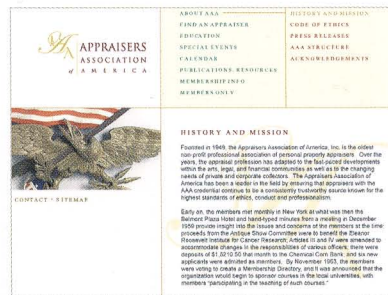 ABOUT AAA
FIND AN APPRAISER
EDUCATION
SPECIAL EVENTS
CALENDAR
PUBLICATIONS, RESOURCES
MEMBERSHIP INFO
MEMBERS ONLY
HISTORY AND MISSION
CODE OF ETHICS
PRESS RELEASES
AAA STRUCTURE
ACKNOWLEDGEMENTS
AAA
APPRAISERS
ASSOCIATION
of AMERICA
CONTACT • SITEMAP
HISTORY AND MISSION
Founded in 1949, the Appraisers Association of America, Inc. is the oldest
non-profit professional association of personal property appraisers. Over the
years, the appraisal profession has adapted to the fast-paced developments
within the arts, legal, and financial communities as well as to the changing
needs of private and corporate collectors. The Appraisers Association of
America has been a leader in the field by ensuring that appraisers with the
AAA credential continue to be a consistently trustworthy source known for the
highest standards of ethics, conduct and professionalism.
Early on, the members met monthly in New York at what was then the
Belmont Plaza Hotel and hand-typed minutes from a meeting in December
1959 provide insight into the issues and concerns of the members at the time:
proceeds from the Antique Show Committee were to benefit the Eleanor
Roosevelt Institute for Cancer Research; Articles III and IV were amended to
accommodate changes in the responsibilities of various officers; there were
deposits of $1,3210.50 that month to the Chemical Corn Bank; and six new
applicants were admitted as members. By November 1963, the members
were voting to create a Membership Directory, and it was announced that the
organization would begin to sponsor courses in the local universities, with
members "participating in the teaching of such courses."